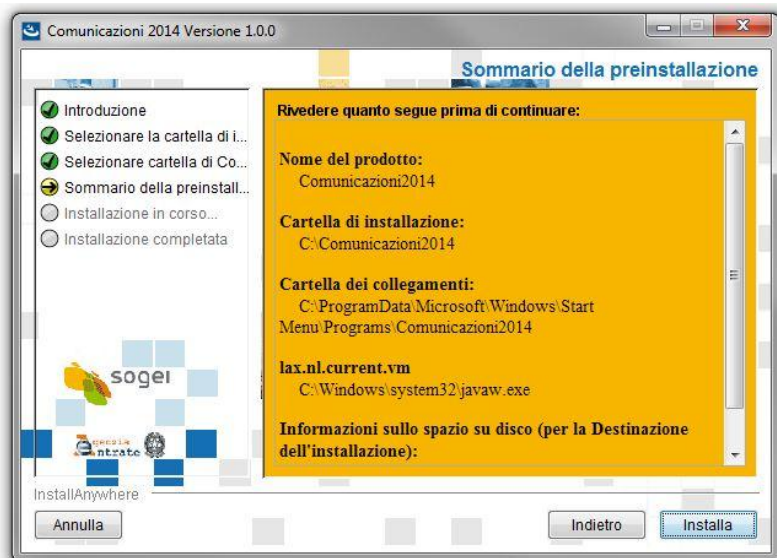 Comunicazioni 2014 Versione 1.0.0
Sommario della preinstallazione
Introduzione
Selezionare la cartella di i...
Selezionare cartella di Co...
Sommario della preinstall...
Installazione in corso...
Installazione completata
sogei
Agenzia
Entrate
Rivedere quanto segue prima di continuare:
Nome del prodotto:
Comunicazioni2014
Cartella di installazione:
C:\Comunicazioni2014
Cartella dei collegamenti:
C:\ProgramData\Microsoft\Windows\Start
Menu\Programs\Comunicazioni2014
lax.nl.current.vm
C:\Windows\system32\javaw.exe
Informazioni sullo spazio su disco (per la Destinazione
dell'installazione):
InstallAnywhere
Annulla
Indietro
Installa